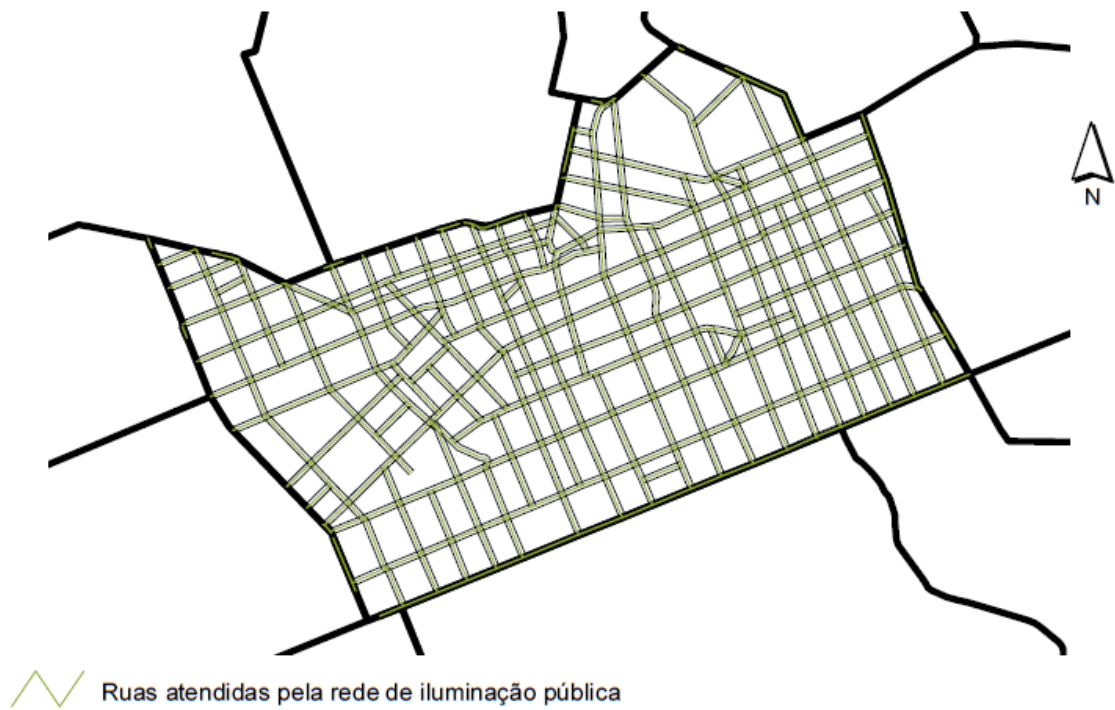 N
Ruas atendidas pela rede de iluminação pública